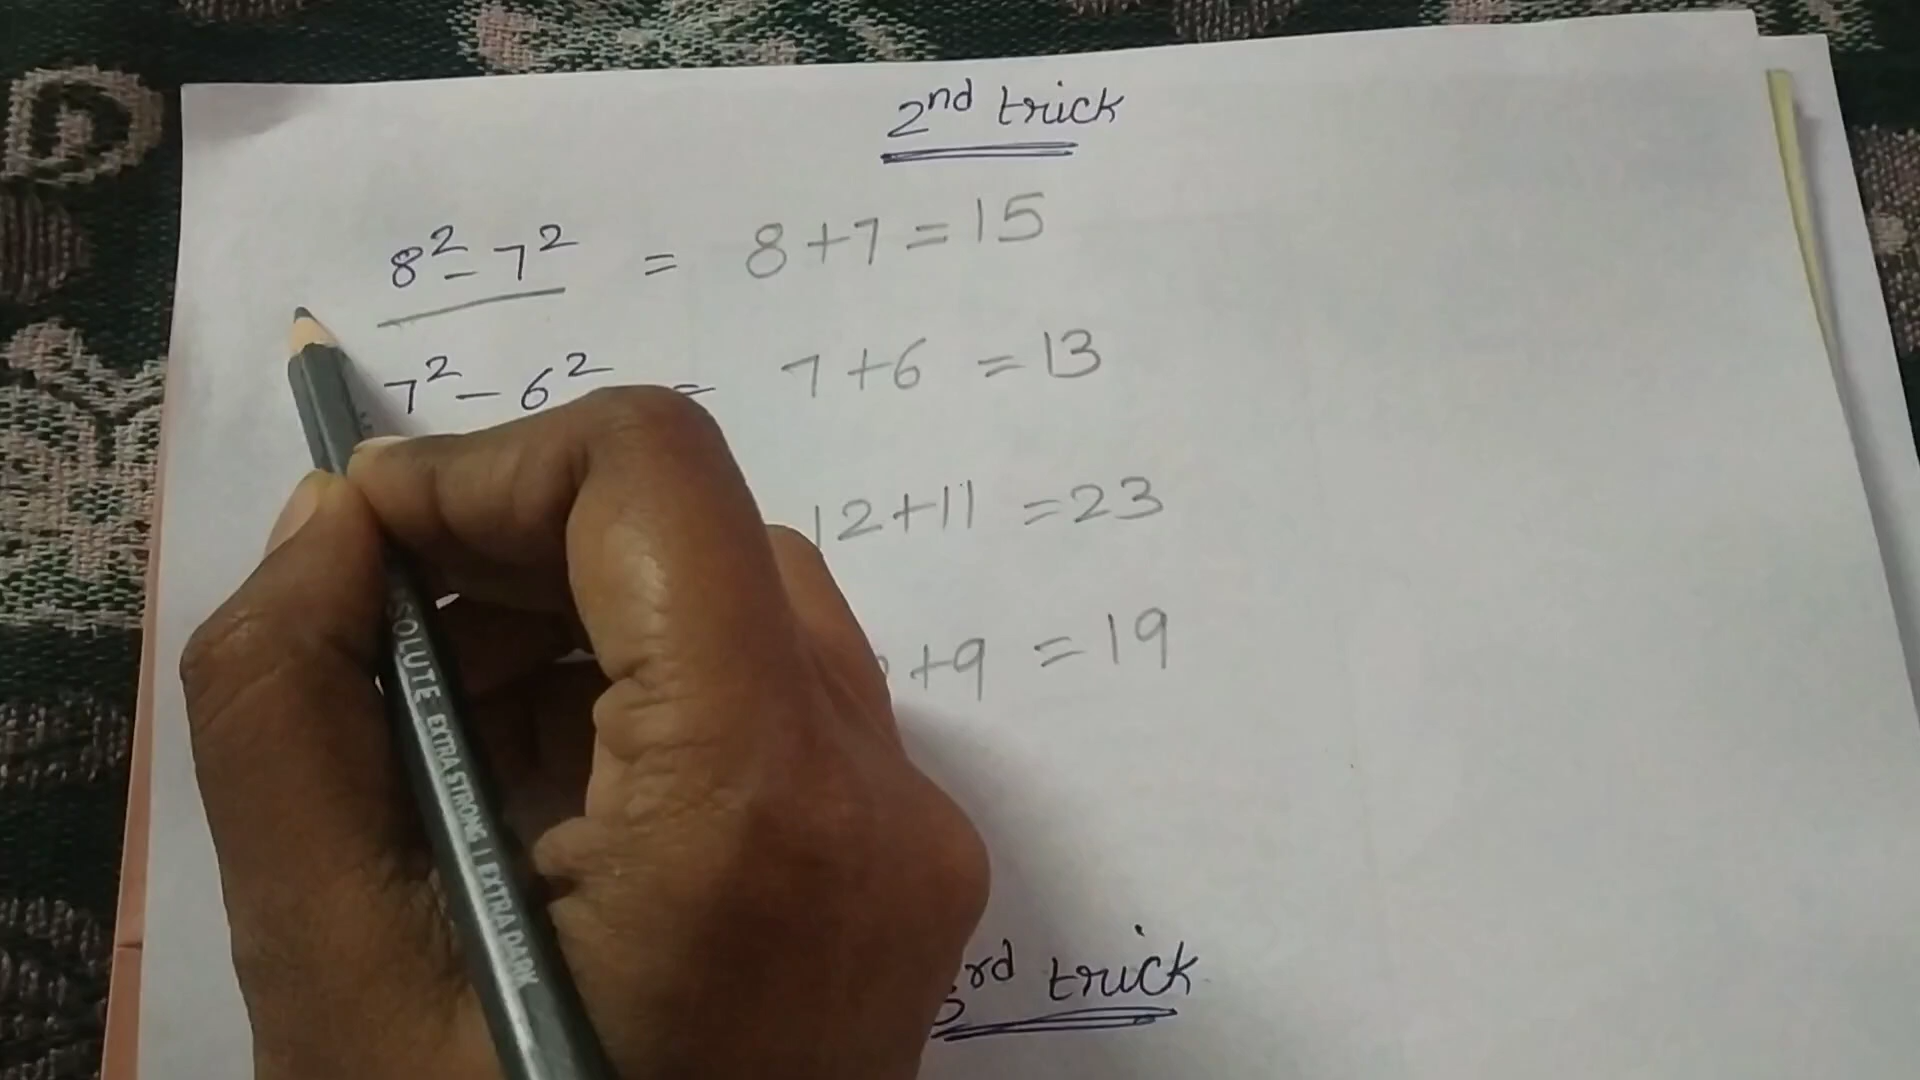 2nd trick
8² - 7² = 8+7 = 15
7² - 6² = 7+6 = 13
12+11 = 23
+9 = 19
3rd trick
SOLUTE EXTRA STRONG | EXTRA DARK